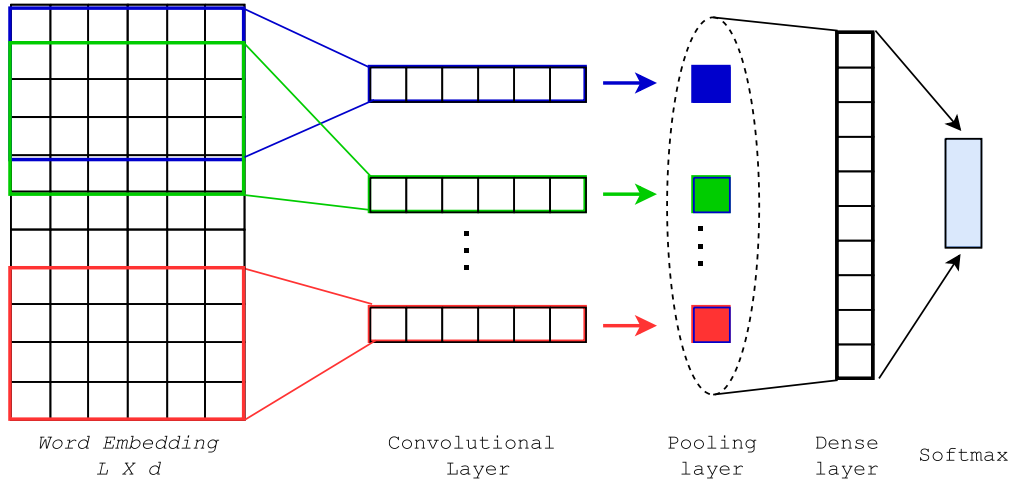 Word Embedding
L X d
Convolutional
Layer
Pooling
layer
Dense
layer
Softmax